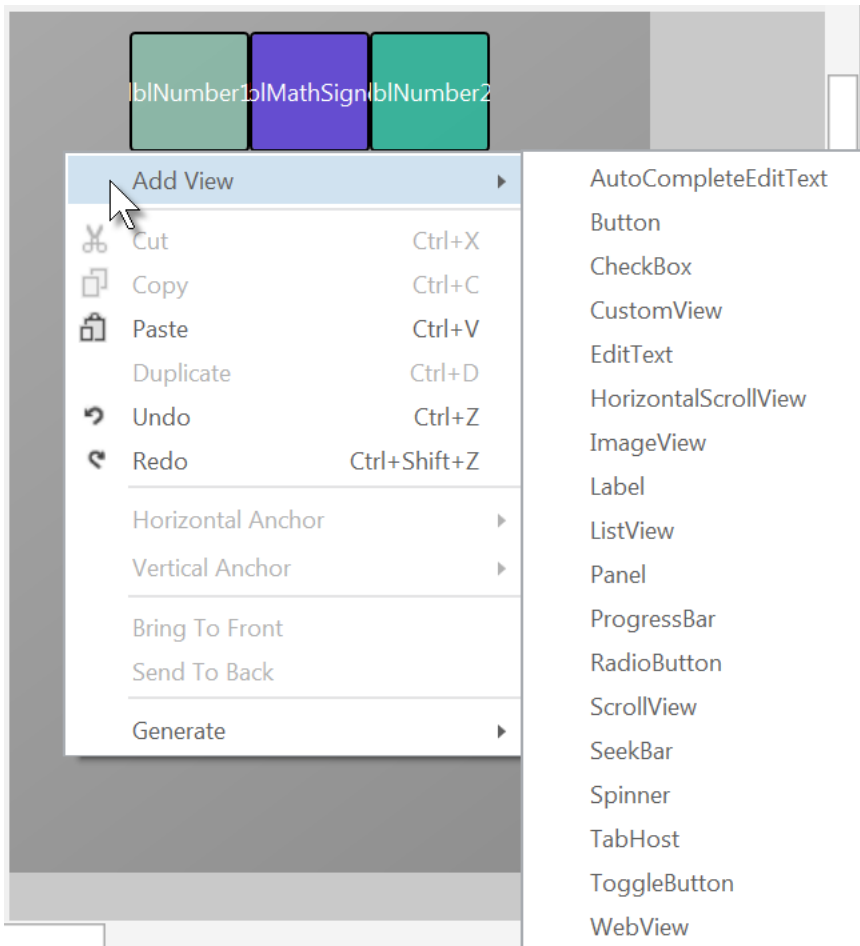 lblNumber1 blMathSign lblNumber2
Add View
Cut Ctrl+X
Copy Ctrl+C
Paste Ctrl+V
Duplicate Ctrl+D
Undo Ctrl+Z
Redo Ctrl+Shift+Z
Horizontal Anchor
Vertical Anchor
Bring To Front
Send To Back
Generate
AutoCompleteEditText
Button
CheckBox
CustomView
EditText
HorizontalScrollView
ImageView
Label
ListView
Panel
ProgressBar
RadioButton
ScrollView
SeekBar
Spinner
TabHost
ToggleButton
WebView